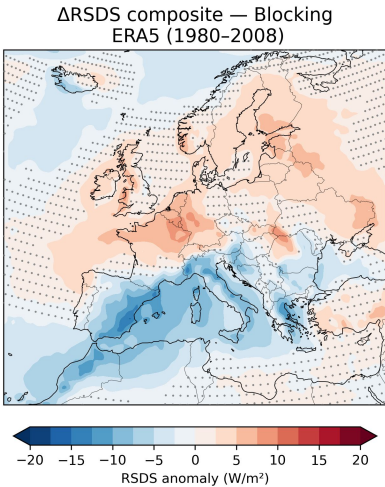 ΔRSDS composite — Blocking
ERA5 (1980–2008)
−20 −15 −10 −5 0 5 10 15 20
RSDS anomaly (W/m²)